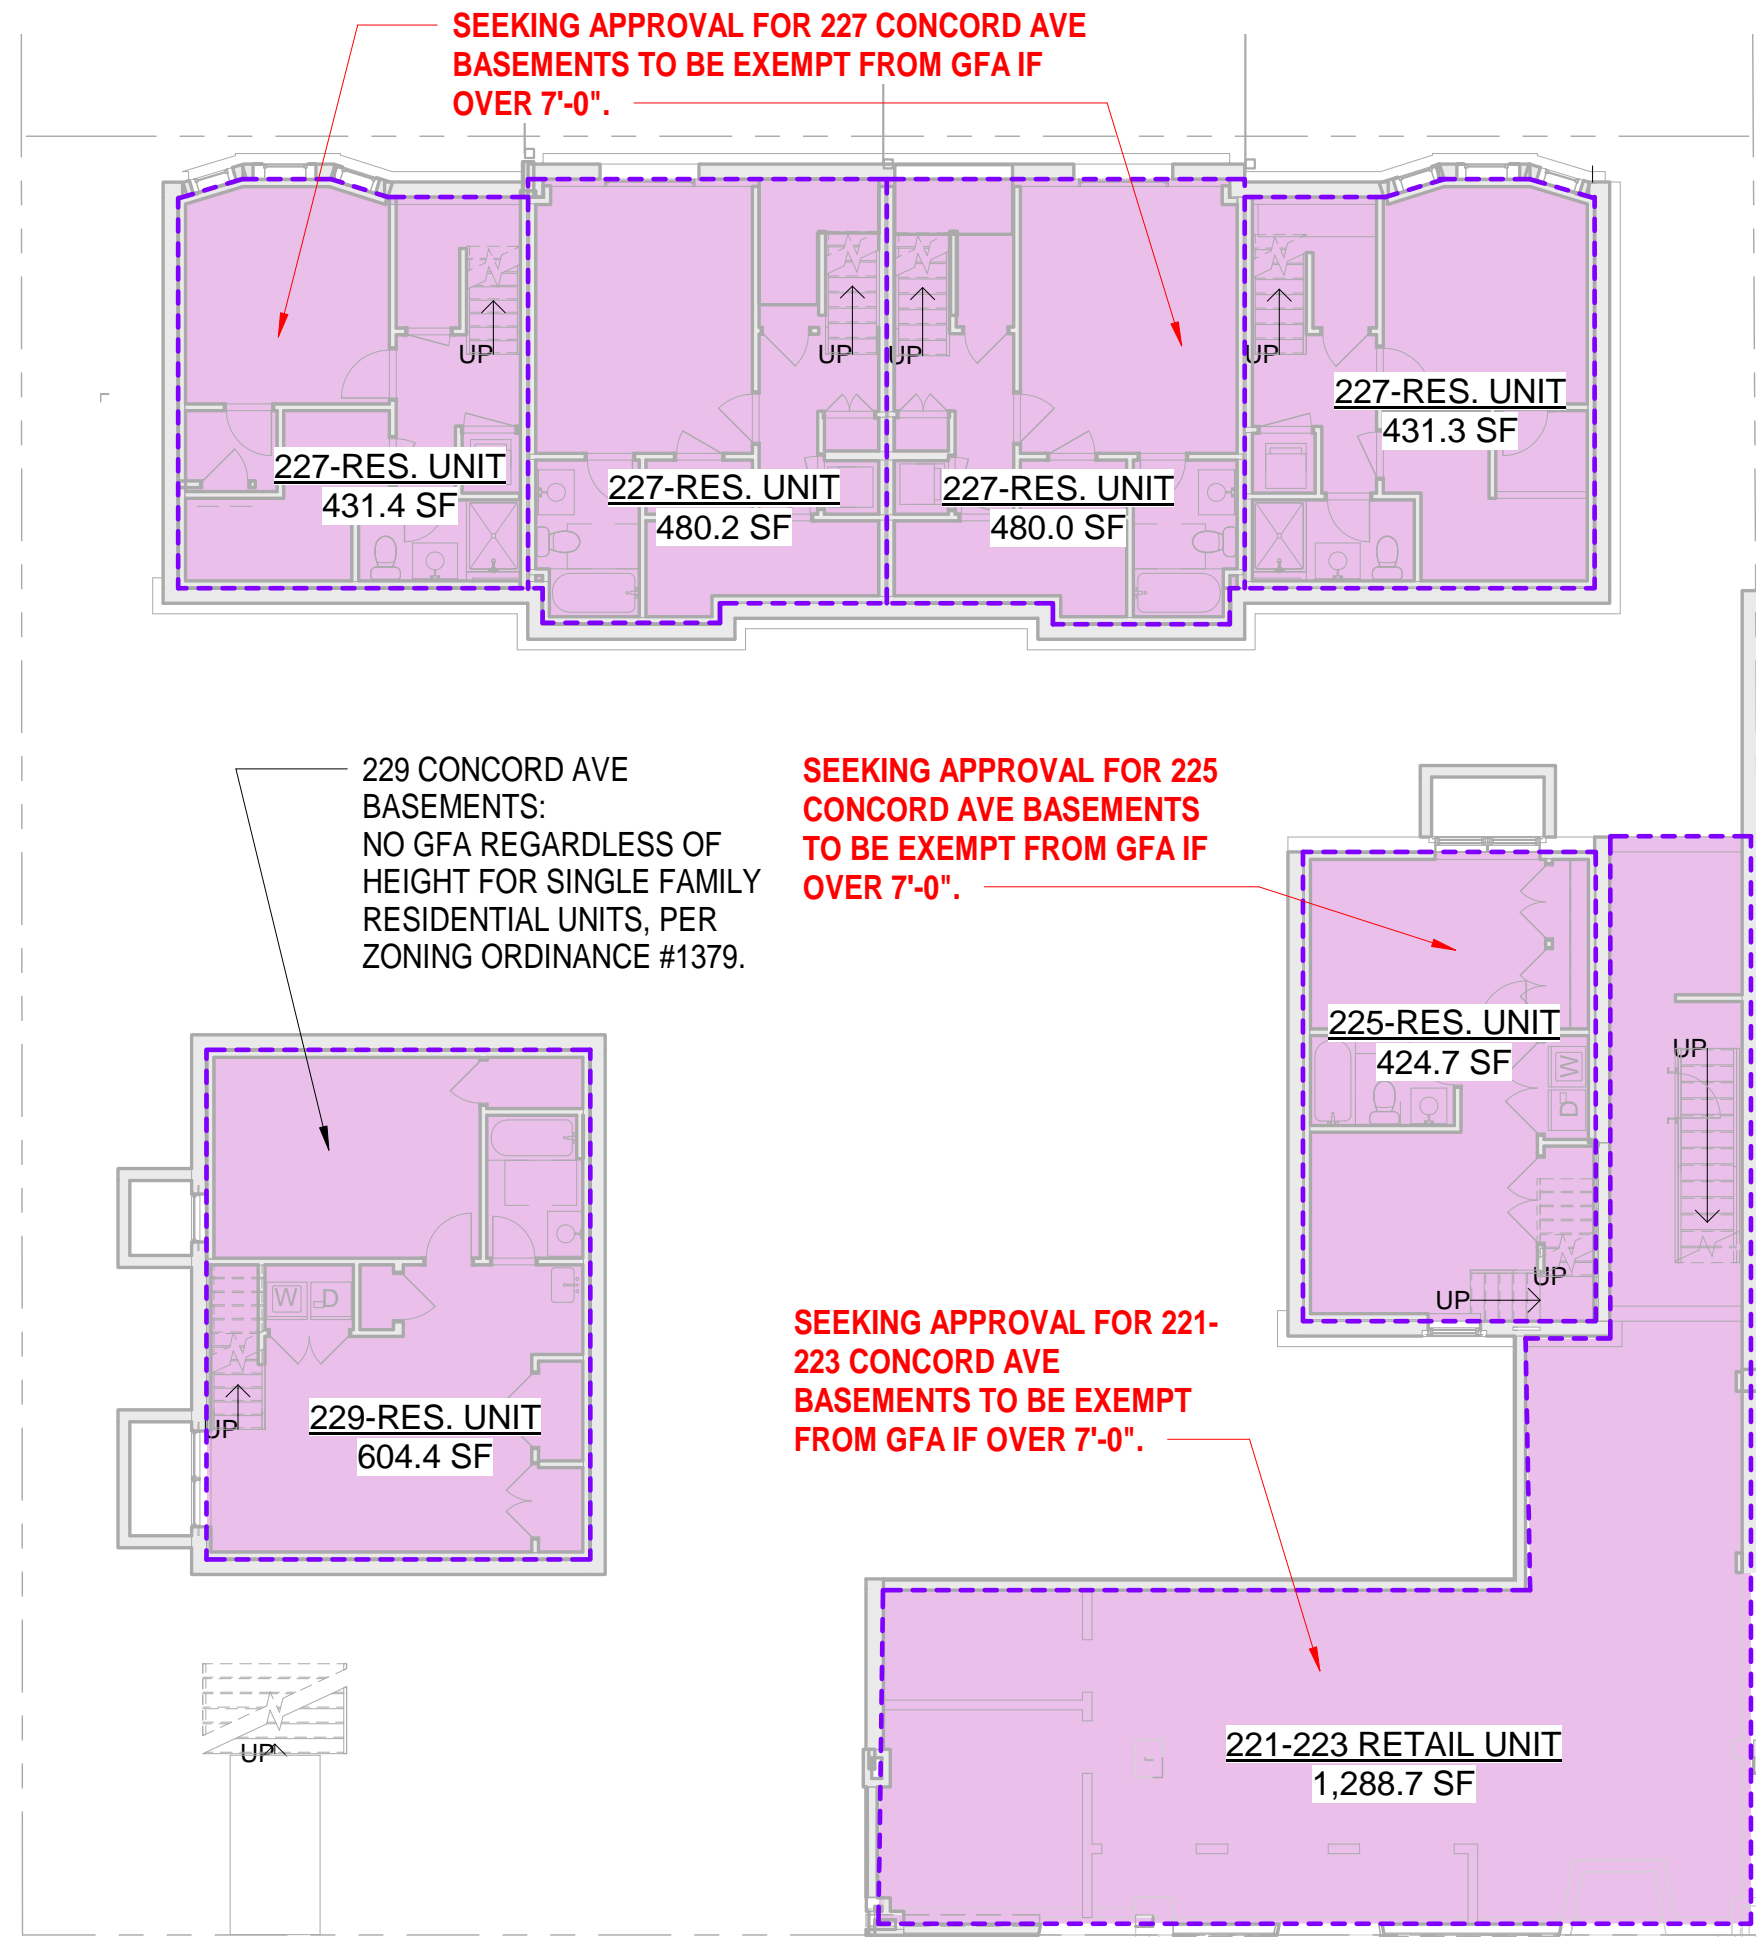 SEEKING APPROVAL FOR 227 CONCORD AVE
BASEMENTS TO BE EXEMPT FROM GFA IF
OVER 7'-0".
UP
UP
UP
UP
227-RES. UNIT
431.3 SF
227-RES. UNIT
431.4 SF
227-RES. UNIT
480.2 SF
227-RES. UNIT
480.0 SF
229 CONCORD AVE
BASEMENTS:
NO GFA REGARDLESS OF
HEIGHT FOR SINGLE FAMILY
RESIDENTIAL UNITS, PER
ZONING ORDINANCE #1379.
SEEKING APPROVAL FOR 225
CONCORD AVE BASEMENTS
TO BE EXEMPT FROM GFA IF
OVER 7'-0".
225-RES. UNIT
424.7 SF
W
D
UP
UP
UP
W
D
UP
229-RES. UNIT
604.4 SF
SEEKING APPROVAL FOR 221-
223 CONCORD AVE
BASEMENTS TO BE EXEMPT
FROM GFA IF OVER 7'-0".
UP
221-223 RETAIL UNIT
1,288.7 SF